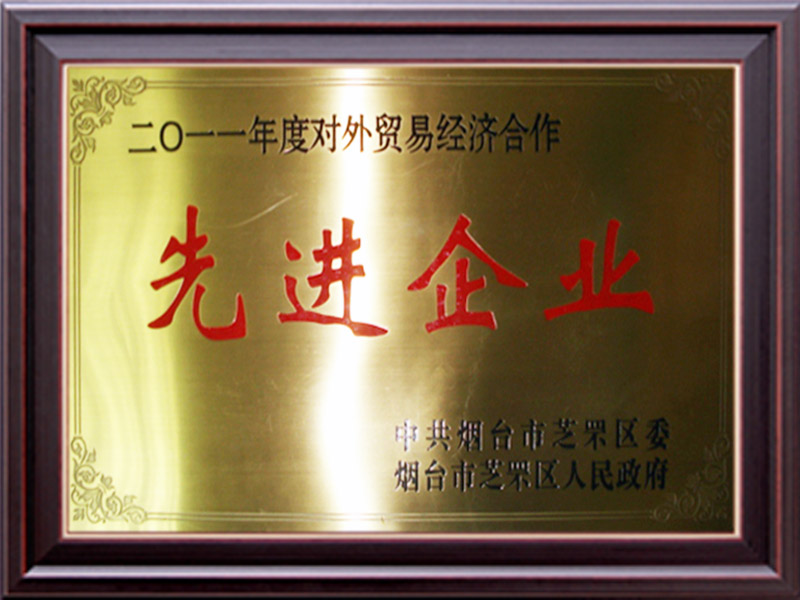 二〇一一年度对外贸易经济合作
先进企业
中共烟台市芝罘区委
烟台市芝罘区人民政府